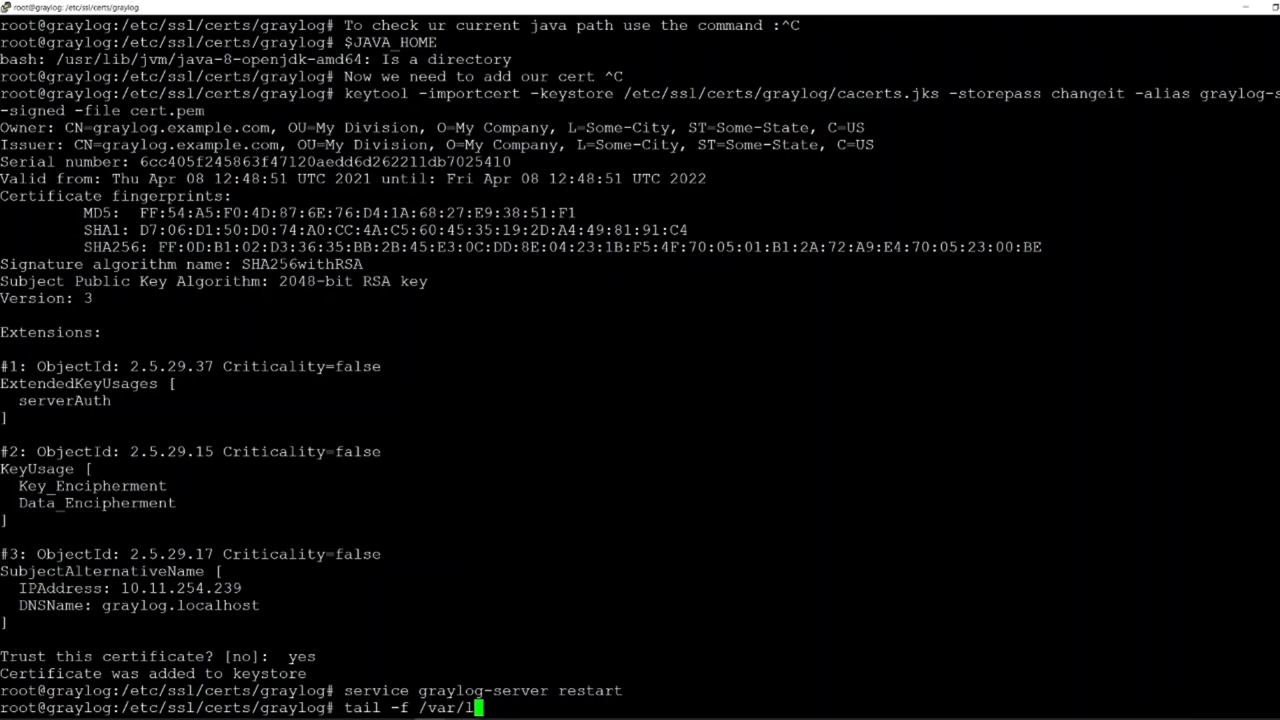 root@graylog: /etc/ssl/certs/graylog
root@graylog:/etc/ssl/certs/graylog# To check ur current java path use the command :^C
root@graylog:/etc/ssl/certs/graylog# $JAVA_HOME
bash: /usr/lib/jvm/java-8-openjdk-amd64: Is a directory
root@graylog:/etc/ssl/certs/graylog# Now we need to add our cert ^C
root@graylog:/etc/ssl/certs/graylog# keytool -importcert -keystore /etc/ssl/certs/graylog/cacerts.jks -storepass changeit -alias graylog-s
-signed -file cert.pem
Owner: CN=graylog.example.com, OU=My Division, O=My Company, L=Some-City, ST=Some-State, C=US
Issuer: CN=graylog.example.com, OU=My Division, O=My Company, L=Some-City, ST=Some-State, C=US
Serial number: 6cc405f245863f47120aedd6d262211db7025410
Valid from: Thu Apr 08 12:48:51 UTC 2021 until: Fri Apr 08 12:48:51 UTC 2022
Certificate fingerprints:
MD5: FF:54:A5:F0:4D:87:6E:76:D4:1A:68:27:E9:38:51:F1
SHA1: D7:06:D1:50:D0:74:A0:CC:4A:C5:60:45:35:19:2D:A4:49:81:91:C4
SHA256: FF:0D:B1:02:D3:36:35:BB:2B:45:E3:0C:DD:8E:04:23:1B:F5:4F:70:05:01:B1:2A:72:A9:E4:70:05:23:00:BE
Signature algorithm name: SHA256withRSA
Subject Public Key Algorithm: 2048-bit RSA key
Version: 3
Extensions:
#1: ObjectId: 2.5.29.37 Criticality=false
ExtendedKeyUsages [
serverAuth
]
#2: ObjectId: 2.5.29.15 Criticality=false
KeyUsage [
Key_Encipherment
Data_Encipherment
]
#3: ObjectId: 2.5.29.17 Criticality=false
SubjectAlternativeName [
IPAddress: 10.11.254.239
DNSName: graylog.localhost
]
Trust this certificate? [no]: yes
Certificate was added to keystore
root@graylog:/etc/ssl/certs/graylog# service graylog-server restart
root@graylog:/etc/ssl/certs/graylog# tail -f /var/l